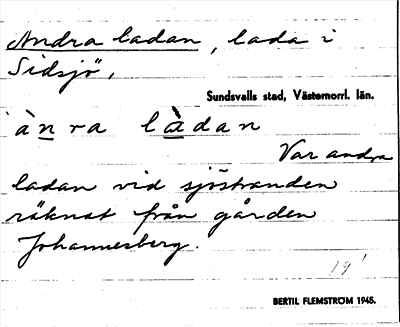 Andra ladan, lada i
Sidsjö,
Sundsvalls stad, Västernorrl. län.
ànra làdan
Var andra
ladan vid sjöstranden
räknat från gården
Johannesberg.
19
BERTIL FLEMSTRÖM 1945.